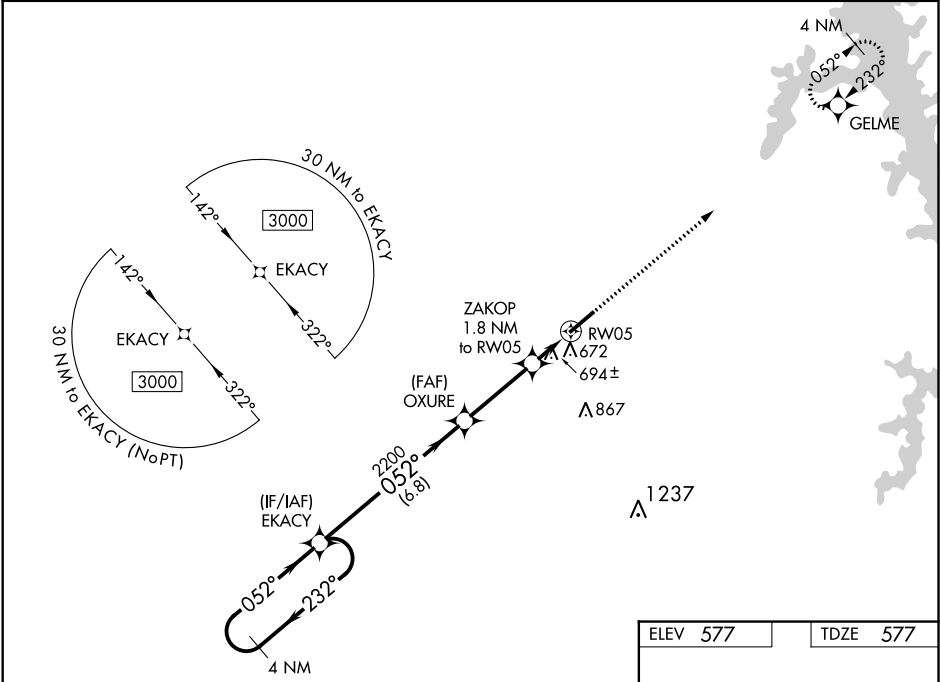 4 NM
052°
232°
GELME
30 NM to EKACY
142°
3000
EKACY
322°
142°
EKACY
3000
322°
30 NM to EKACY (NoPT)
ZAKOP
1.8 NM
to RW05
RW05
672
694±
(FAF)
OXURE
867
2200
052°
(6.8)
(IF/IAF)
EKACY
1237
052°
232°
4 NM
ELEV 577
TDZE 577